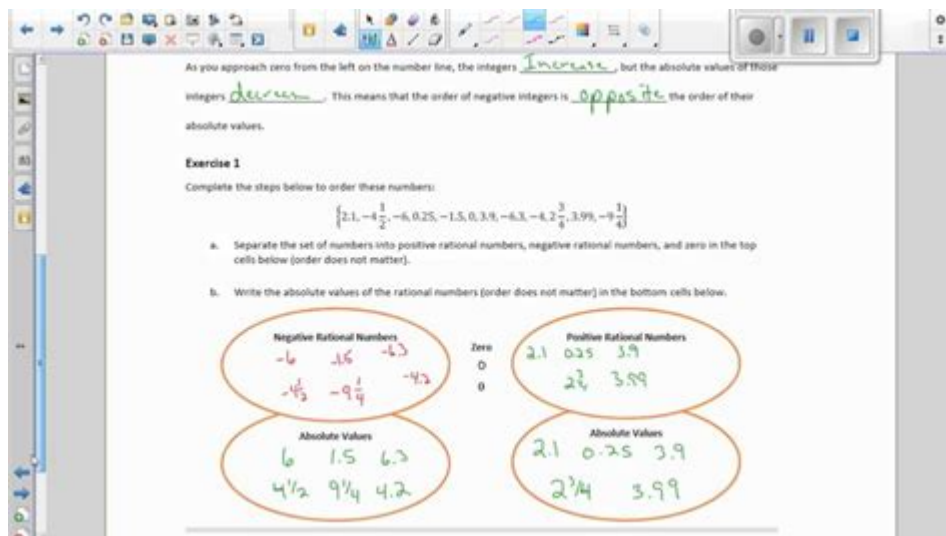 As you approach zero from the left on the number line, the integers Increase, but the absolute values of those
integers decrease. This means that the order of negative integers is opposite the order of their
absolute values.
Exercise 1
Complete the steps below to order these numbers:
{2.1, −4 1/2, −6, 0.25, −1.5, 0, 3.9, −6.3, −4, 2 3/4, 3.99, −9 1/4}
a. Separate the set of numbers into positive rational numbers, negative rational numbers, and zero in the top
cells below (order does not matter).
b. Write the absolute values of the rational numbers (order does not matter) in the bottom cells below.
Negative Rational Numbers
-6 -1.5 -6.3
-4 1/2 -9 1/4 -4.2
Zero
0
0
Positive Rational Numbers
2.1 0.25 3.9
2 3/4 3.99
Absolute Values
6 1.5 6.3
4 1/2 9 1/4 4.2
Absolute Values
2.1 0.25 3.9
2 3/4 3.99